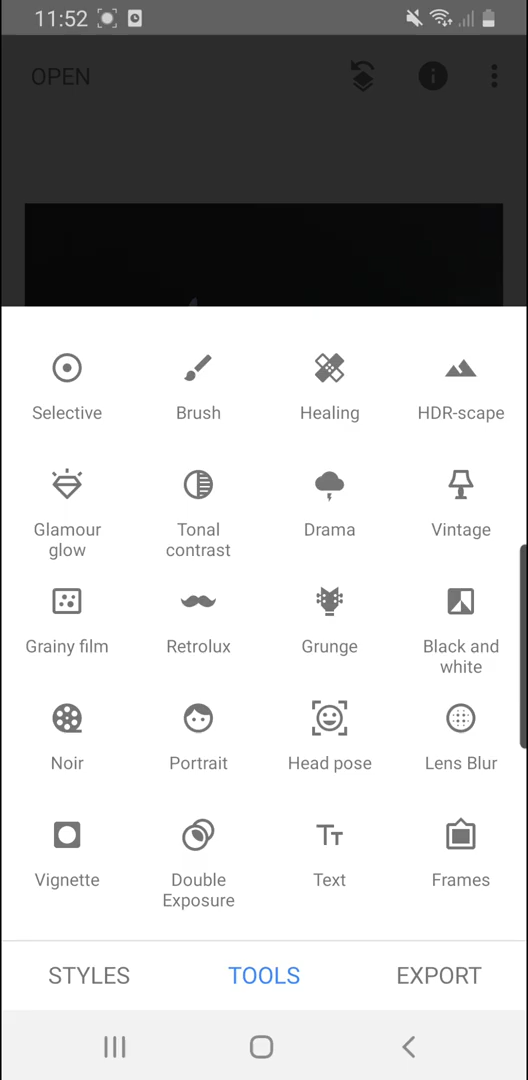 11:52
OPEN
Selective
Brush
Healing
HDR-scape
Glamour
glow
Tonal
contrast
Drama
Vintage
Grainy film
Retrolux
Grunge
Black and
white
Noir
Portrait
Head pose
Lens Blur
Vignette
Double
Exposure
Text
Frames
STYLES
TOOLS
EXPORT